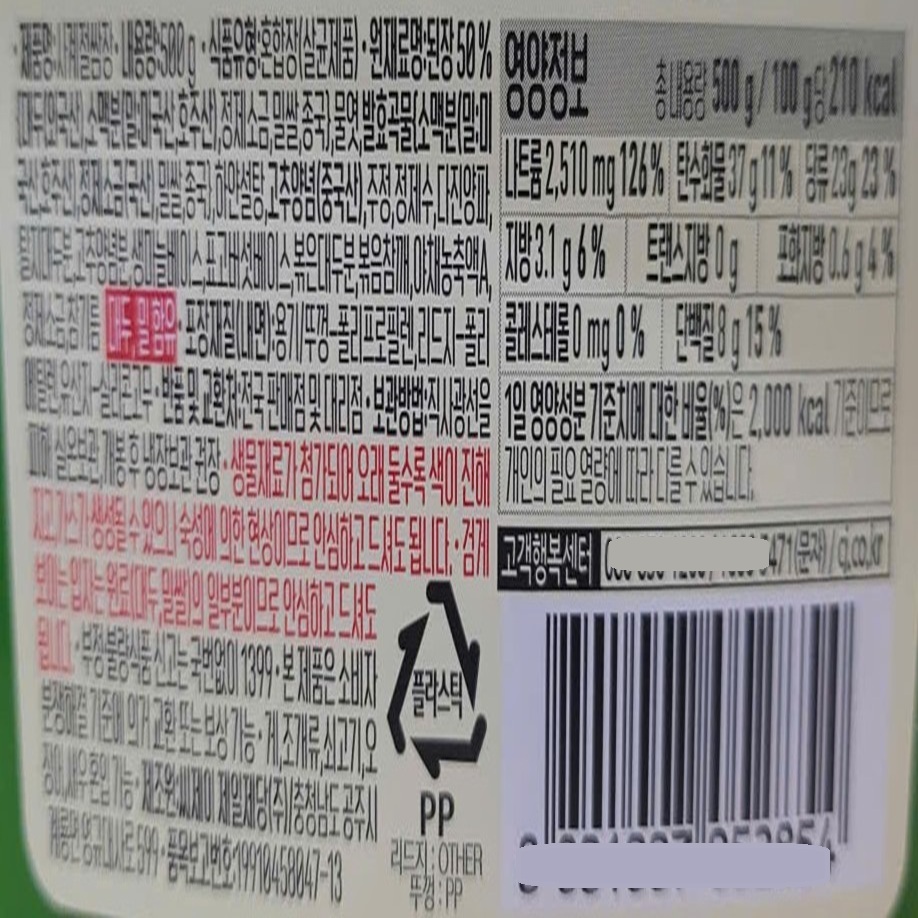 ·제품명:사계절쌈장·내용량:500g·식품유형:혼합장(살균제품)·원재료명:된장50%
{대두(외국산),소맥분(밀:미국산,호주산),정제소금,밀쌀,종국},물엿,발효곡물{소맥분(밀:미
국산,호주산),정제소금(국산),밀쌀,종국},하얀설탕,고추양념(중국산),주정,정제수,다진양파,
탈지대두분,고추양념분,생마늘베이스,표고버섯베이스,볶은대두분,볶음참깨,야채농축액A,
정제소금,참기름 대두, 밀 함유·포장재질(내면):용기/뚜껑-폴리프로필렌,리드지-폴리
에틸렌·반품 및 교환처:전국 판매점 및 대리점·보관방법:직사광선을
피해 실온보관, 개봉 후 냉장보관 권장·생물재료가 첨가되어 오래 둘수록 색이 진해
지고 가스가 생성될 수 있으나 숙성에 의한 현상이므로 안심하고 드셔도 됩니다.·검게
보이는 입자는 원료(대두,밀쌀)의 일부분이므로 안심하고 드셔도
됩니다.·부정·불량식품 신고는 국번없이 1399·본 제품은 소비자
분쟁해결 기준에 의거 교환 또는 보상 가능·게,조개류,쇠고기,오
징어,새우 혼입 가능·제조원:씨제이 제일제당(주)/충청남도 공주시
계룡면 영규대사로 599·품목보고번호:19910458047-13
플라스틱
PP
리드지:OTHER
뚜껑:PP
영양정보 총 내용량 500 g / 100 g당 210 kcal
나트륨 2,510 mg 126% 탄수화물 37 g 11% 당류 23g 23%
지방 3.1 g 6% 트랜스지방 0 g 포화지방 0.6 g 4%
콜레스테롤 0 mg 0% 단백질 8 g 15%
1일 영양성분 기준치에 대한 비율(%)은 2,000 kcal 기준이므로
개인의 필요 열량에 따라 다를 수 있습니다.
고객행복센터 471(문자) / cj.co.kr